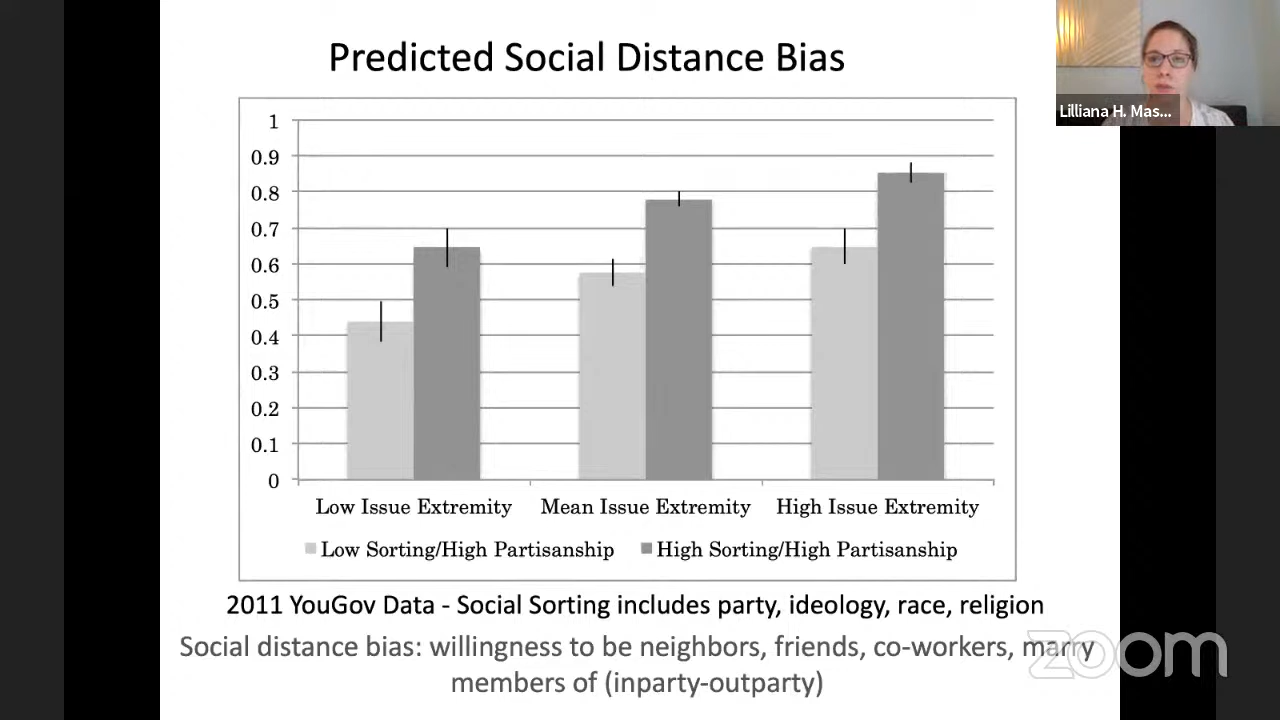 Predicted Social Distance Bias
Lilliana H. Mas...
1
0.9
0.8
0.7
0.6
0.5
0.4
0.3
0.2
0.1
0
Low Issue Extremity Mean Issue Extremity High Issue Extremity
Low Sorting/High Partisanship High Sorting/High Partisanship
2011 YouGov Data - Social Sorting includes party, ideology, race, religion
Social distance bias: willingness to be neighbors, friends, co-workers, marry
members of (inparty-outparty)
zoom